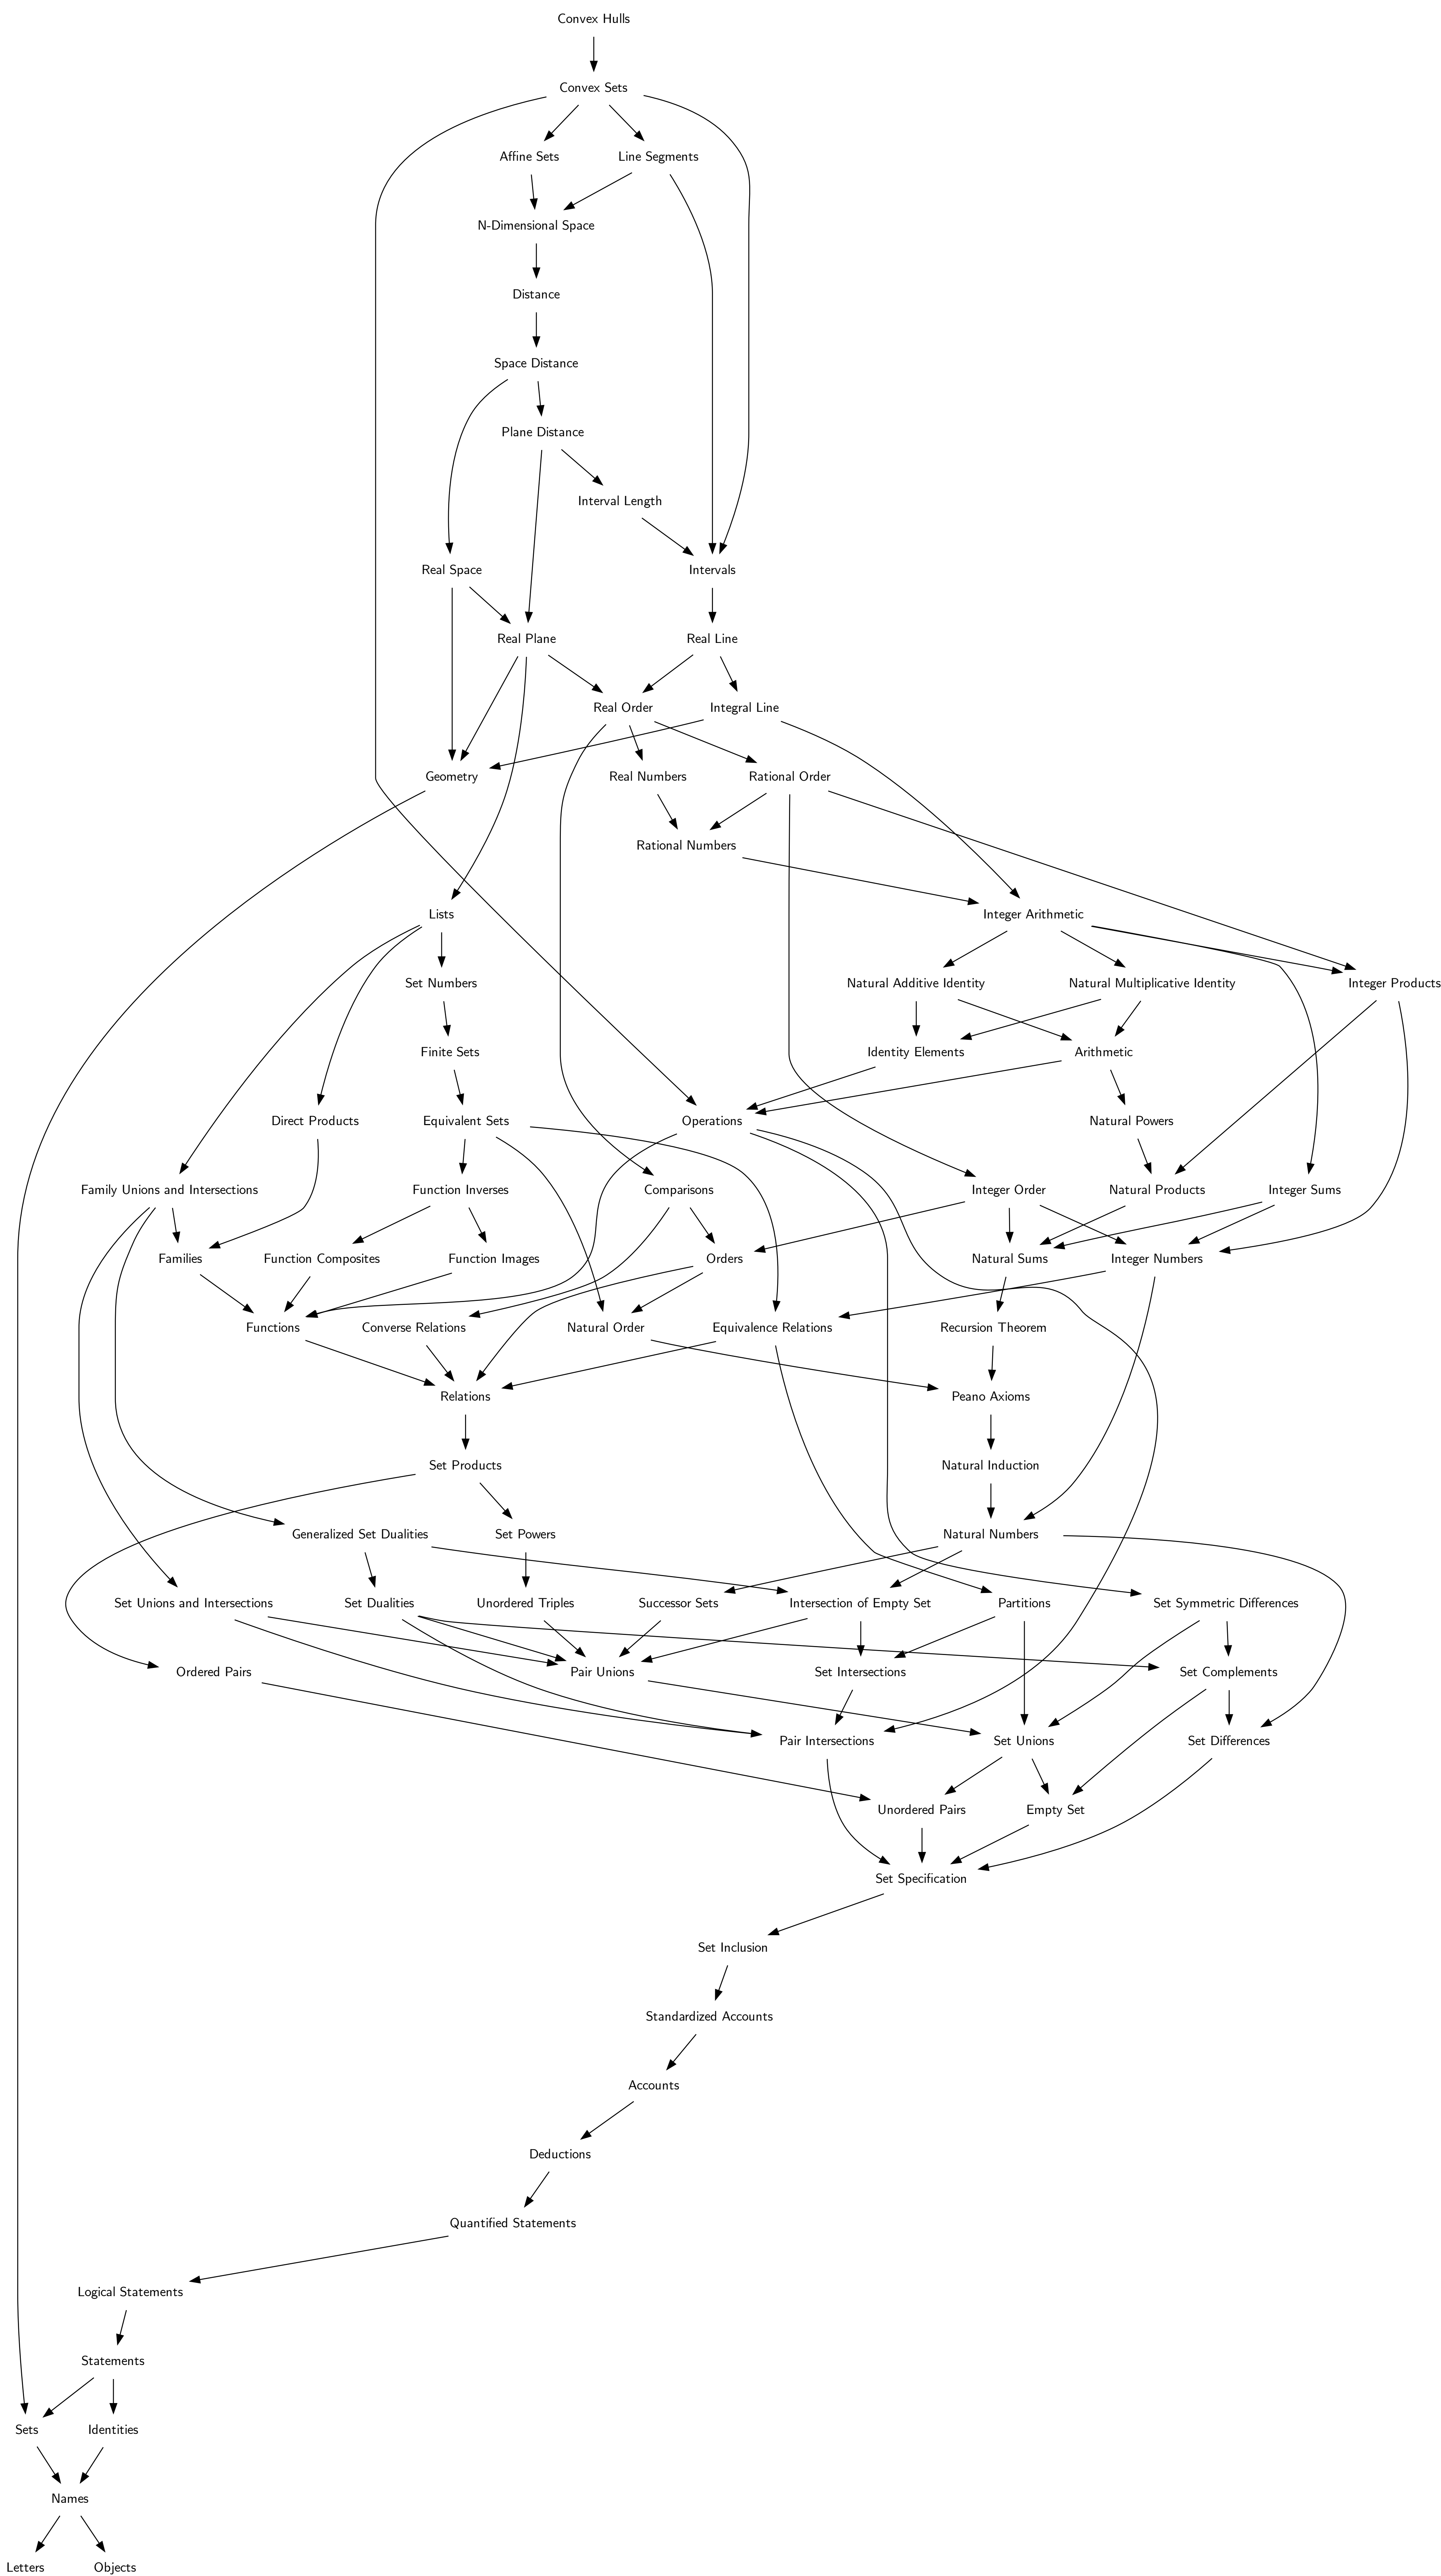 Convex Hulls
Convex Sets
Affine Sets
Line Segments
N-Dimensional Space
Distance
Space Distance
Plane Distance
Interval Length
Real Space
Intervals
Real Plane
Real Line
Real Order
Integral Line
Geometry
Real Numbers
Rational Order
Rational Numbers
Lists
Integer Arithmetic
Set Numbers
Natural Additive Identity
Natural Multiplicative Identity
Integer Products
Finite Sets
Identity Elements
Arithmetic
Direct Products
Equivalent Sets
Operations
Natural Powers
Family Unions and Intersections
Function Inverses
Comparisons
Integer Order
Natural Products
Integer Sums
Families
Function Composites
Function Images
Orders
Natural Sums
Integer Numbers
Functions
Converse Relations
Natural Order
Equivalence Relations
Recursion Theorem
Relations
Peano Axioms
Set Products
Natural Induction
Generalized Set Dualities
Set Powers
Natural Numbers
Set Unions and Intersections
Set Dualities
Unordered Triples
Successor Sets
Intersection of Empty Set
Partitions
Set Symmetric Differences
Ordered Pairs
Pair Unions
Set Intersections
Set Complements
Pair Intersections
Set Unions
Set Differences
Unordered Pairs
Empty Set
Set Specification
Set Inclusion
Standardized Accounts
Accounts
Deductions
Quantified Statements
Logical Statements
Statements
Sets
Identities
Names
Letters
Objects